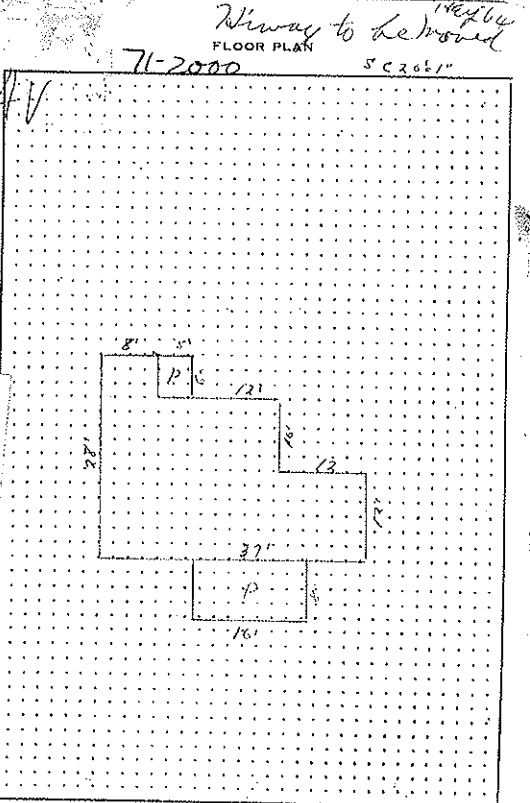 Hiway to be moved
FLOOR PLAN
71-2000
8' 5'
P 6
12'
28'
16'
13
12'
37'
P 8
16'